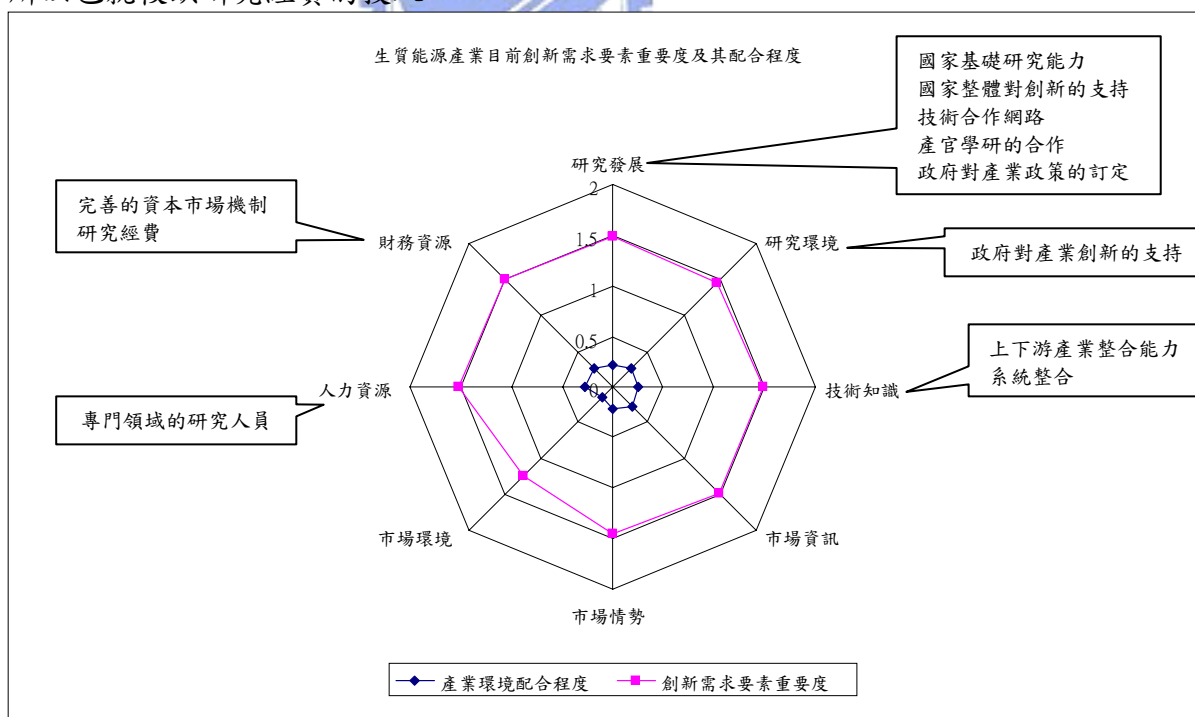 生質能源產業目前創新需求要素重要度及其配合程度
國家基礎研究能力
國家整體對創新的支持
技術合作網路
產官學研的合作
政府對產業政策的訂定
研究發展
完善的資本市場機制
研究經費
財務資源
研究環境
政府對產業創新的支持
2
1.5
1
0.5
0
上下游產業整合能力
系統整合
人力資源
技術知識
專門領域的研究人員
市場環境
市場資訊
市場情勢
產業環境配合程度
創新需求要素重要度